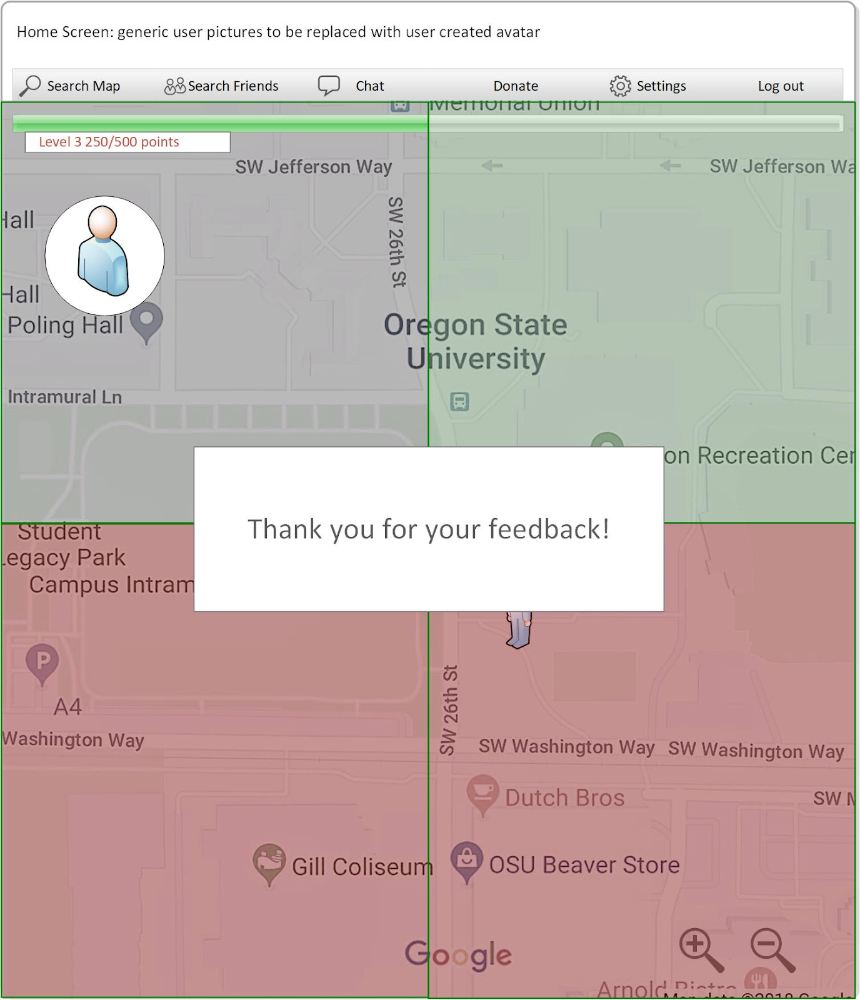 Home Screen: generic user pictures to be replaced with user created avatar
Search Map Search Friends Chat Donate Settings Log out
Memorial Union
Level 3 250/500 points
SW Jefferson Way SW Jefferson Wa
SW 26th St
Hall
Hall
Poling Hall
Oregon State
University
Intramural Ln
on Recreation Cen
Thank you for your feedback!
Student
Legacy Park
Campus Intram
P
A4
SW 26th St
Washington Way SW Washington Way SW Washington Way
Dutch Bros
SW M
Gill Coliseum OSU Beaver Store
Google
Arnold Bistro
Map data ©2019 Google